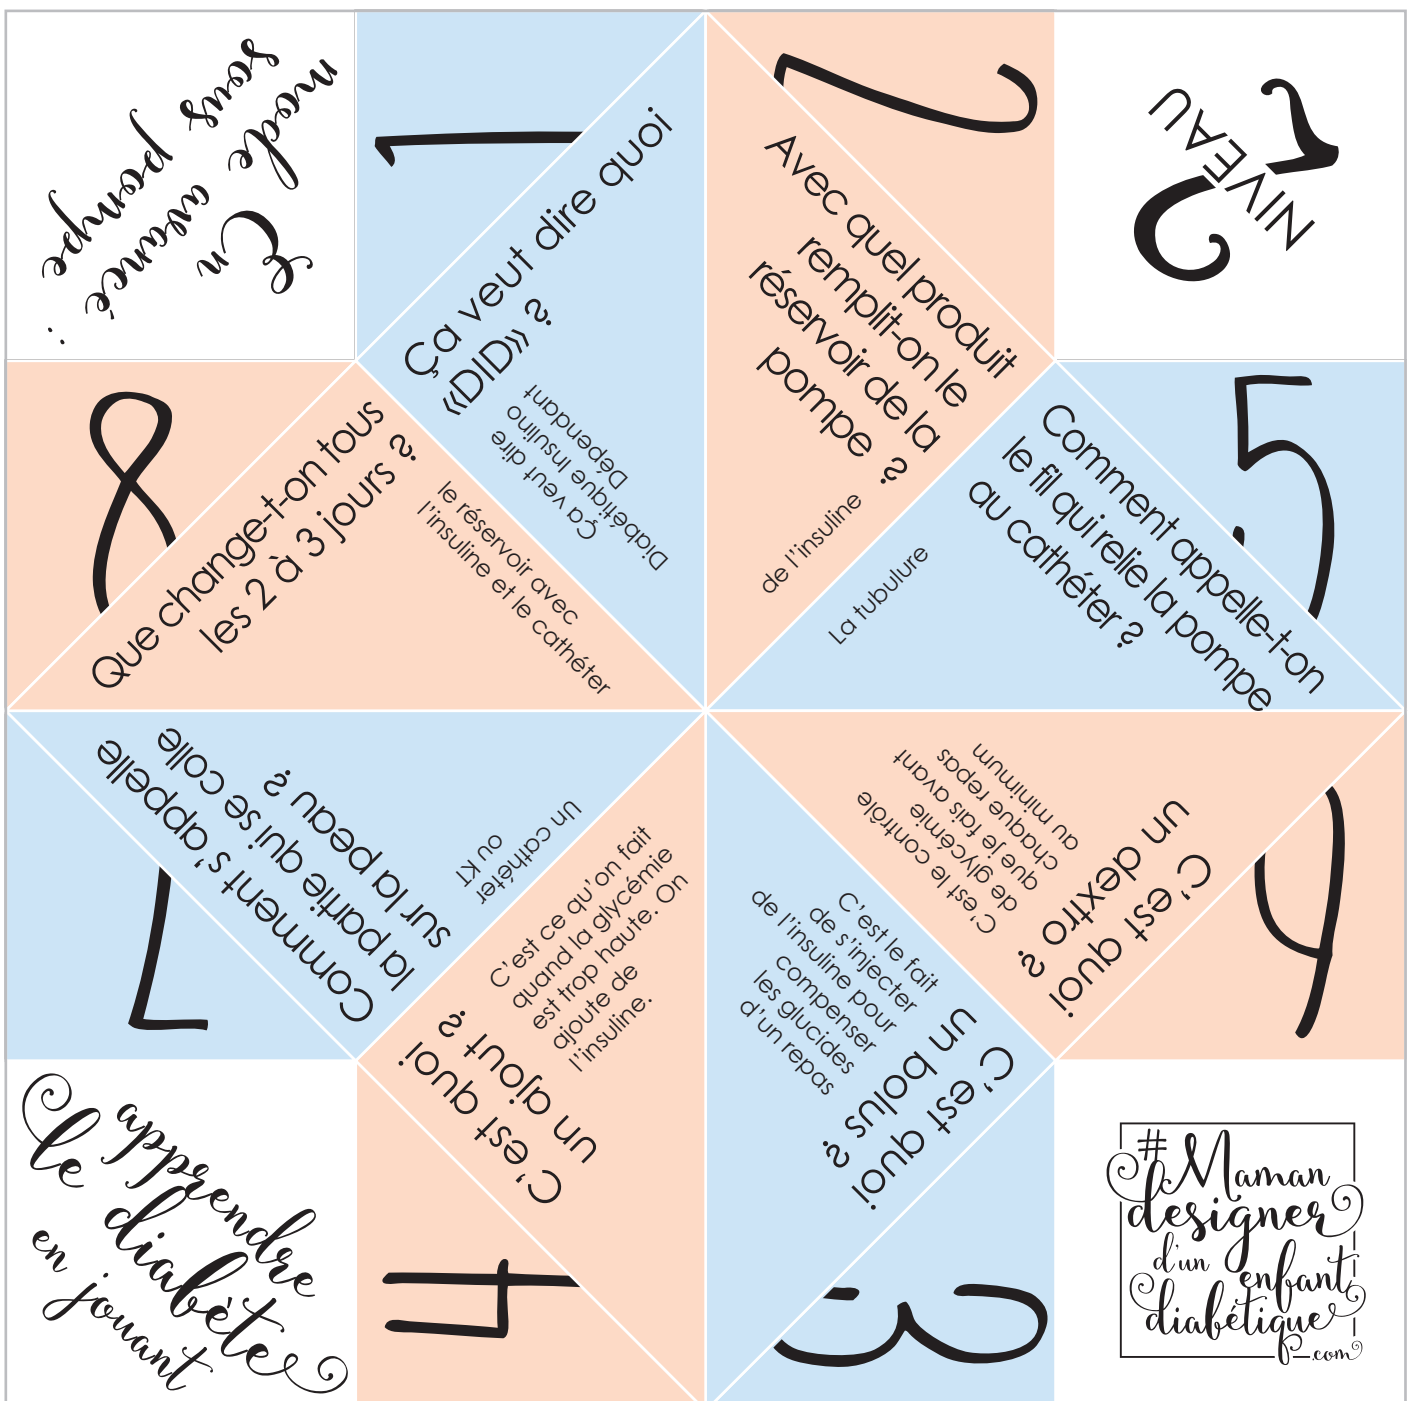 En
mode avancé :
sous pompe
1
Ça veut dire quoi
«DID» ?
Ça veut dire
Diabétique Insulino
Dépendant
2
Avec quel produit
remplit-on le
réservoir de la
pompe ?
de l'insuline
NIVEAU
2
8
Que change-t-on tous
les 2 à 3 jours ?
le réservoir avec
l'insuline et le cathéter
5
Comment appelle-t-on
le fil qui relie la pompe
au cathéter ?
La tubulure
7
Comment s'appelle
la partie qui se colle
sur la peau ?
Un cathéter
ou KT
6
C'est quoi
un dextro ?
C'est le contrôle
de glycémie
que je fais avant
chaque repas
au minimum
4
C'est quoi
un ajout ?
C'est ce qu'on fait
quand la glycémie
est trop haute. On
ajoute de
l'insuline.
3
C'est quoi
un bolus ?
C'est le fait
de s'injecter
de l'insuline pour
compenser
les glucides
d'un repas
apprendre
le diabète
en jouant
#Maman
designer
d'un enfant
diabétique
.com